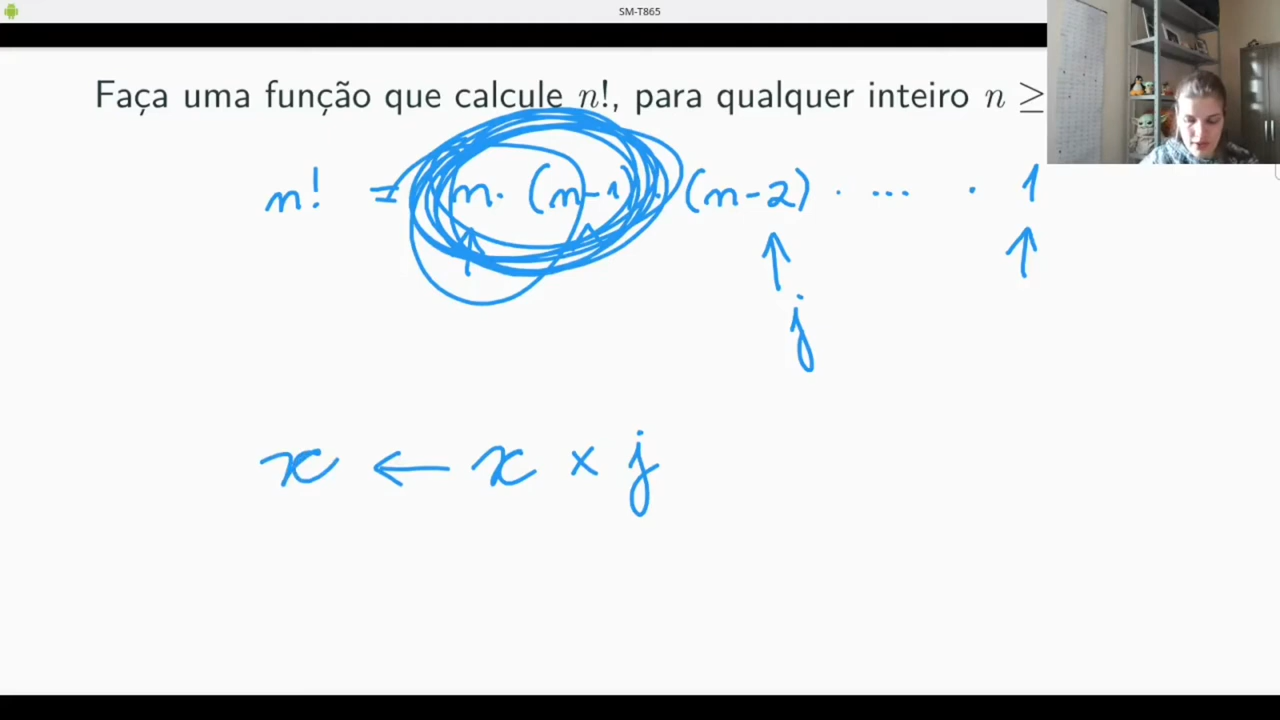 SM-T865
Faça uma função que calcule n!, para qualquer inteiro n ≥
n! = n · (n-1) · (n-2) · ... · 1
j
x ← x × j